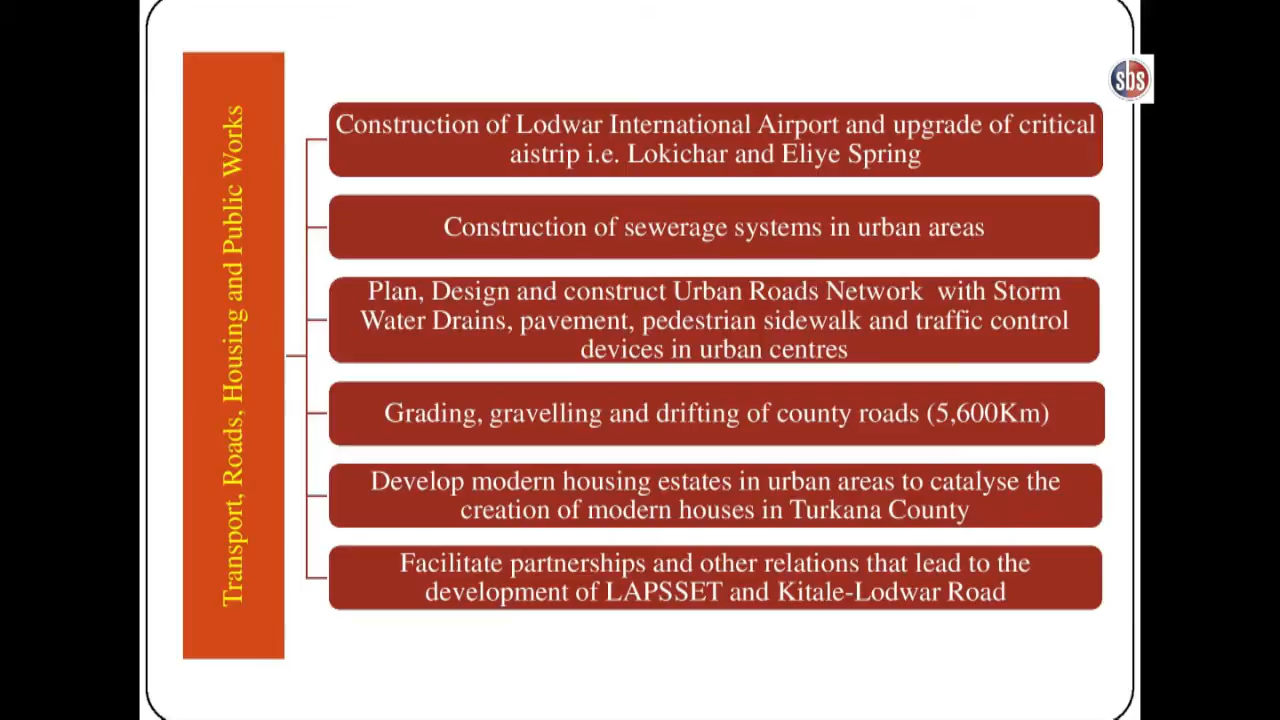 Transport, Roads, Housing and Public Works
sbs
Construction of Lodwar International Airport and upgrade of critical
aistrip i.e. Lokichar and Eliye Spring
Construction of sewerage systems in urban areas
Plan, Design and construct Urban Roads Network with Storm
Water Drains, pavement, pedestrian sidewalk and traffic control
devices in urban centres
Grading, gravelling and drifting of county roads (5,600Km)
Develop modern housing estates in urban areas to catalyse the
creation of modern houses in Turkana County
Facilitate partnerships and other relations that lead to the
development of LAPSSET and Kitale-Lodwar Road